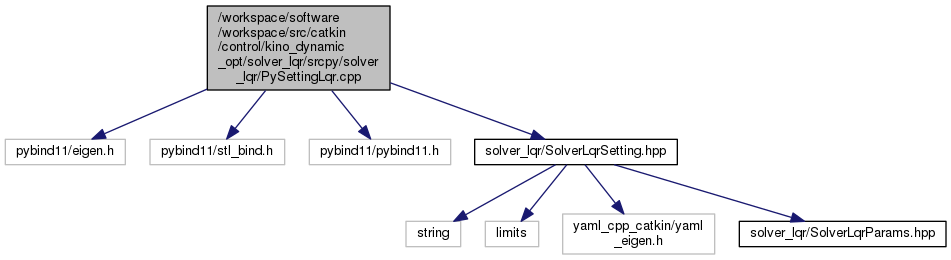 /workspace/software
/workspace/src/catkin
/control/kino_dynamic
_opt/solver_lqr/srcpy/solver
_lqr/PySettingLqr.cpp
pybind11/eigen.h
pybind11/stl_bind.h
pybind11/pybind11.h
solver_lqr/SolverLqrSetting.hpp
string
limits
yaml_cpp_catkin/yaml
_eigen.h
solver_lqr/SolverLqrParams.hpp